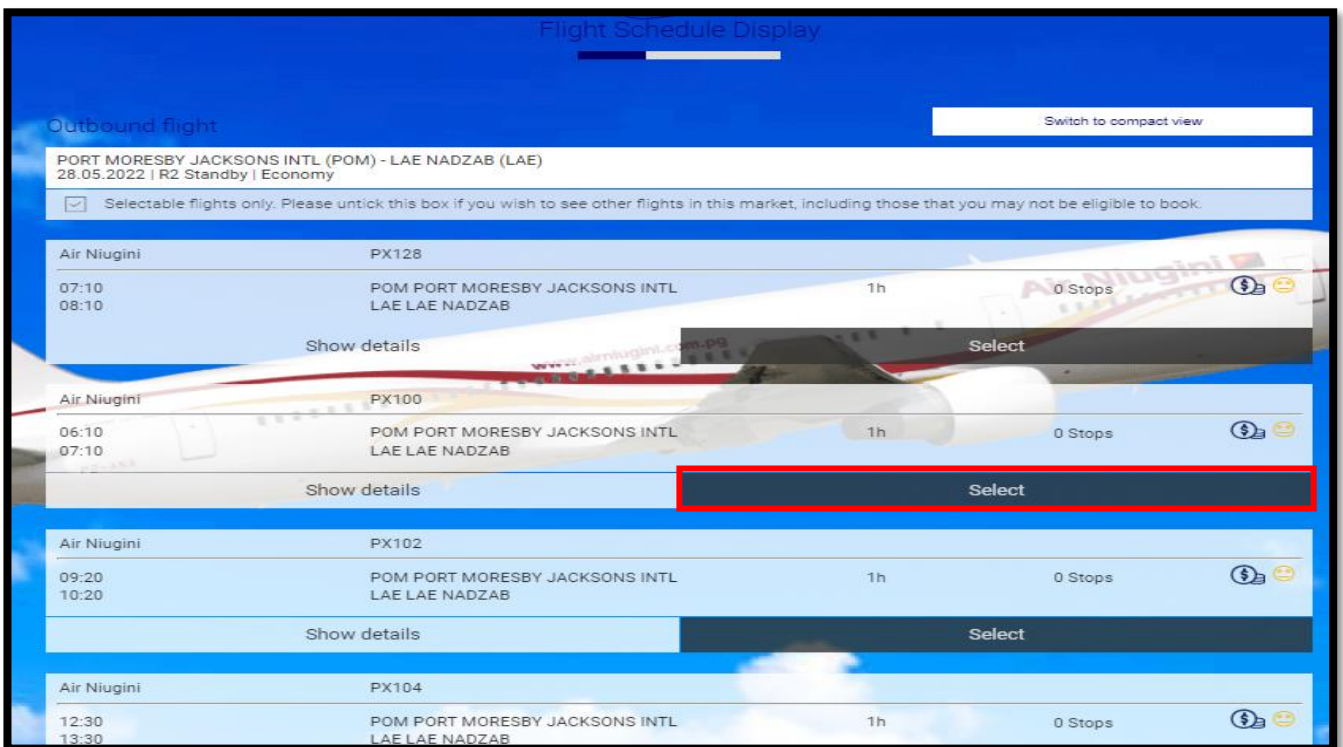 Flight Schedule Display
Outbound flight
Switch to compact view
PORT MORESBY JACKSONS INTL (POM) - LAE NADZAB (LAE)
28.05.2022 | R2 Standby | Economy
Selectable flights only. Please untick this box if you wish to see other flights in this market, including those that you may not be eligible to book.
Air Niugini PX128
Air Niugini
07:10 POM PORT MORESBY JACKSONS INTL 1h 0 Stops
08:10 LAE LAE NADZAB
Show details Select
www.airniugini.com.pg
Air Niugini PX100
06:10 POM PORT MORESBY JACKSONS INTL 1h 0 Stops
07:10 LAE LAE NADZAB
Show details Select
Air Niugini PX102
09:20 POM PORT MORESBY JACKSONS INTL 1h 0 Stops
10:20 LAE LAE NADZAB
Show details Select
Air Niugini PX104
12:30 POM PORT MORESBY JACKSONS INTL 1h 0 Stops
13:30 LAE LAE NADZAB